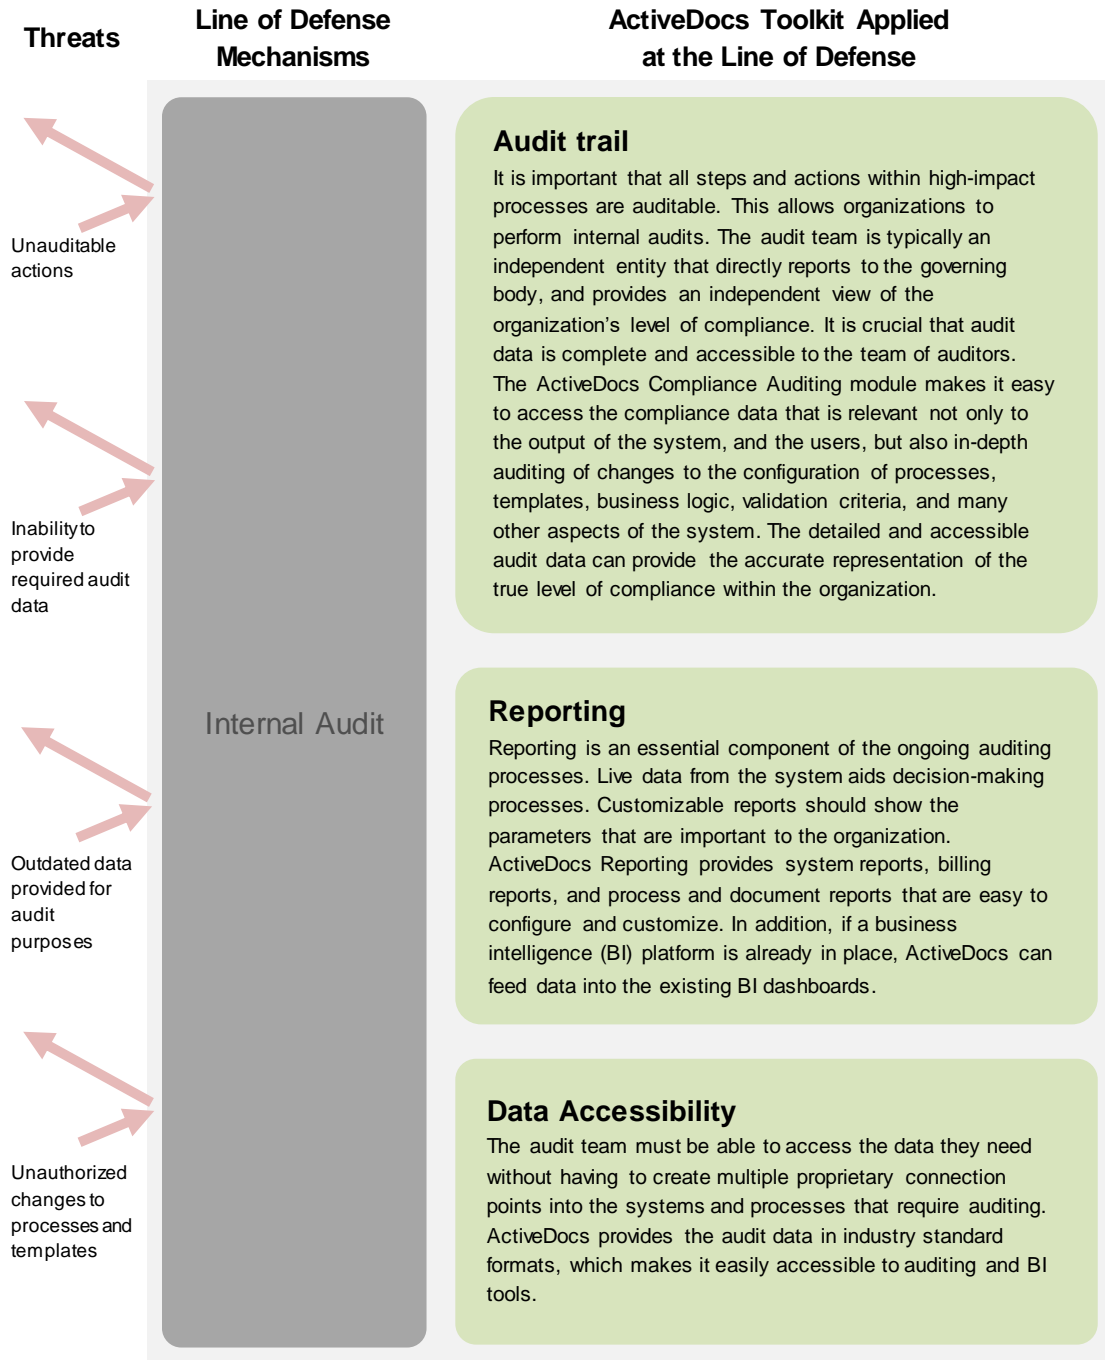 Threats
Line of Defense
Mechanisms
ActiveDocs Toolkit Applied
at the Line of Defense
Unauditable
actions
Inability to
provide
required audit
data
Outdated data
provided for
audit
purposes
Unauthorized
changes to
processes and
templates
Internal Audit
Audit trail
It is important that all steps and actions within high-impact
processes are auditable. This allows organizations to
perform internal audits. The audit team is typically an
independent entity that directly reports to the governing
body, and provides an independent view of the
organization’s level of compliance. It is crucial that audit
data is complete and accessible to the team of auditors.
The ActiveDocs Compliance Auditing module makes it easy
to access the compliance data that is relevant not only to
the output of the system, and the users, but also in-depth
auditing of changes to the configuration of processes,
templates, business logic, validation criteria, and many
other aspects of the system. The detailed and accessible
audit data can provide the accurate representation of the
true level of compliance within the organization.
Reporting
Reporting is an essential component of the ongoing auditing
processes. Live data from the system aids decision-making
processes. Customizable reports should show the
parameters that are important to the organization.
ActiveDocs Reporting provides system reports, billing
reports, and process and document reports that are easy to
configure and customize. In addition, if a business
intelligence (BI) platform is already in place, ActiveDocs can
feed data into the existing BI dashboards.
Data Accessibility
The audit team must be able to access the data they need
without having to create multiple proprietary connection
points into the systems and processes that require auditing.
ActiveDocs provides the audit data in industry standard
formats, which makes it easily accessible to auditing and BI
tools.